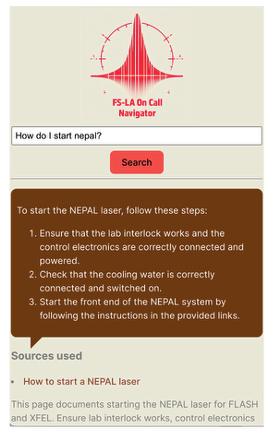 FS-LA On Call
Navigator
How do I start nepal?
Search
To start the NEPAL laser, follow these steps:
1. Ensure that the lab interlock works and the
control electronics are correctly connected and
powered.
2. Check that the cooling water is correctly
connected and switched on.
3. Start the front end of the NEPAL system by
following the instructions in the provided links.
Sources used
• How to start a NEPAL laser
This page documents starting the NEPAL laser for FLASH
and XFEL. Ensure lab interlock works, control electronics